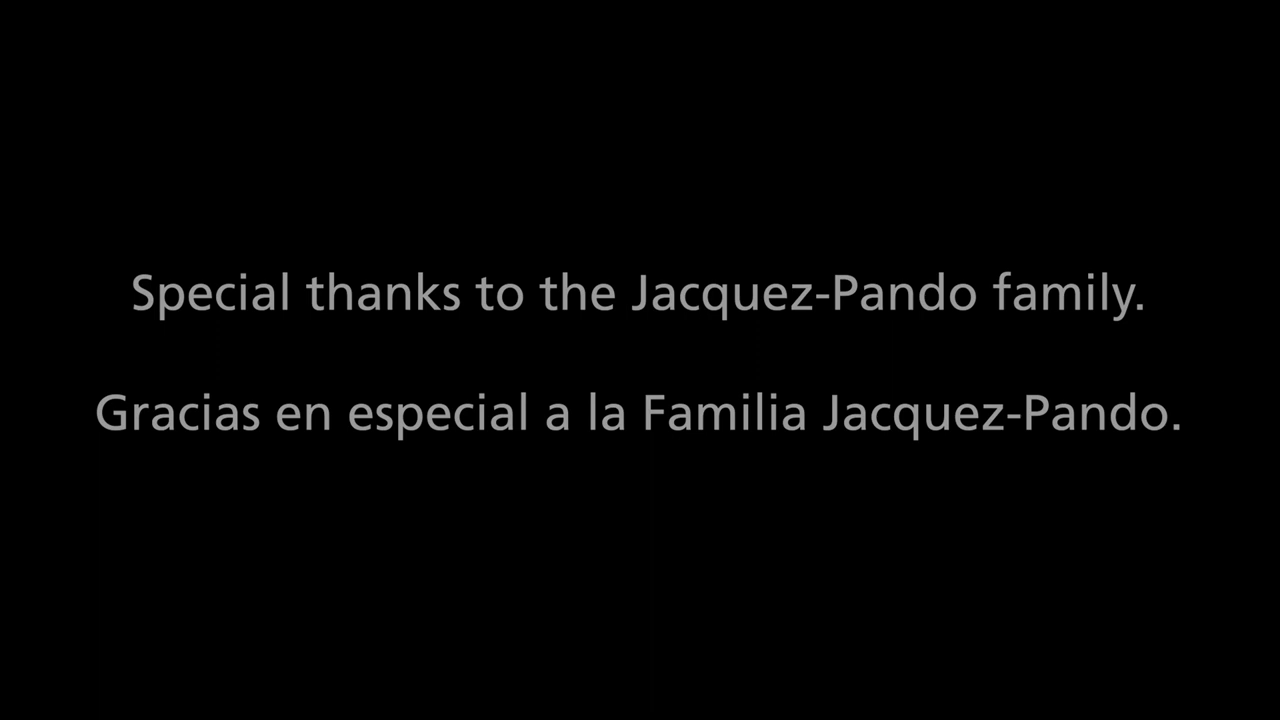 Special thanks to the Jacquez-Pando family.
Gracias en especial a la Familia Jacquez-Pando.